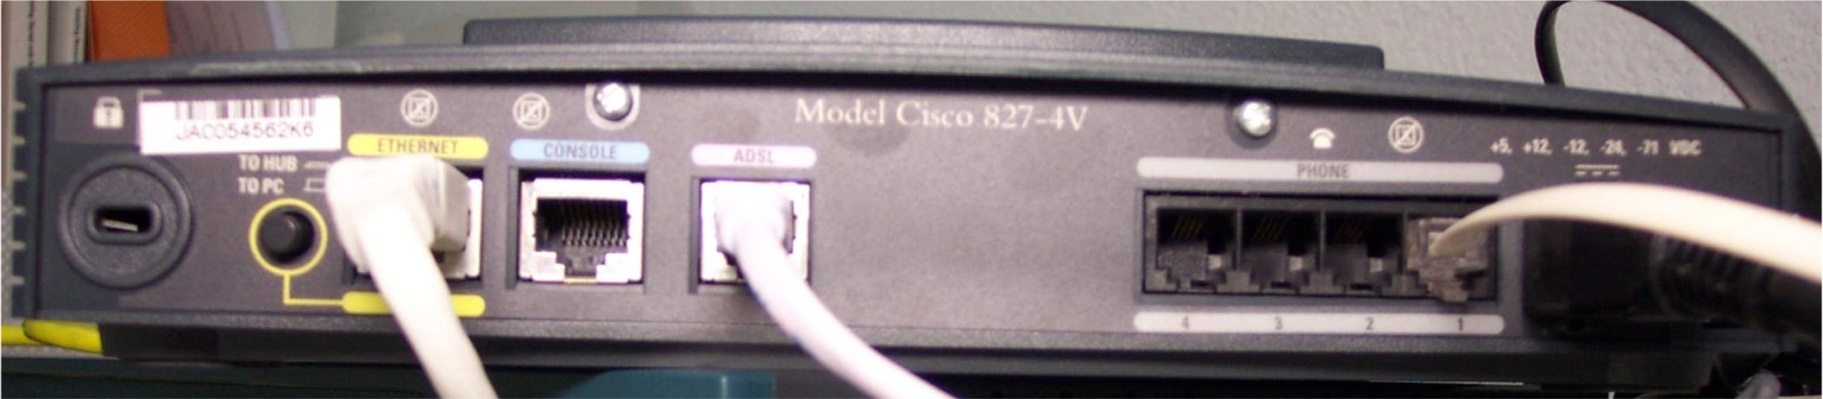 JAC054562K6
TO HUB
TO PC
ETHERNET
CONSOLE
ADSL
Model Cisco 827-4V
PHONE
4 3 2 1
+5, +12, -12, -24, -71 VDC